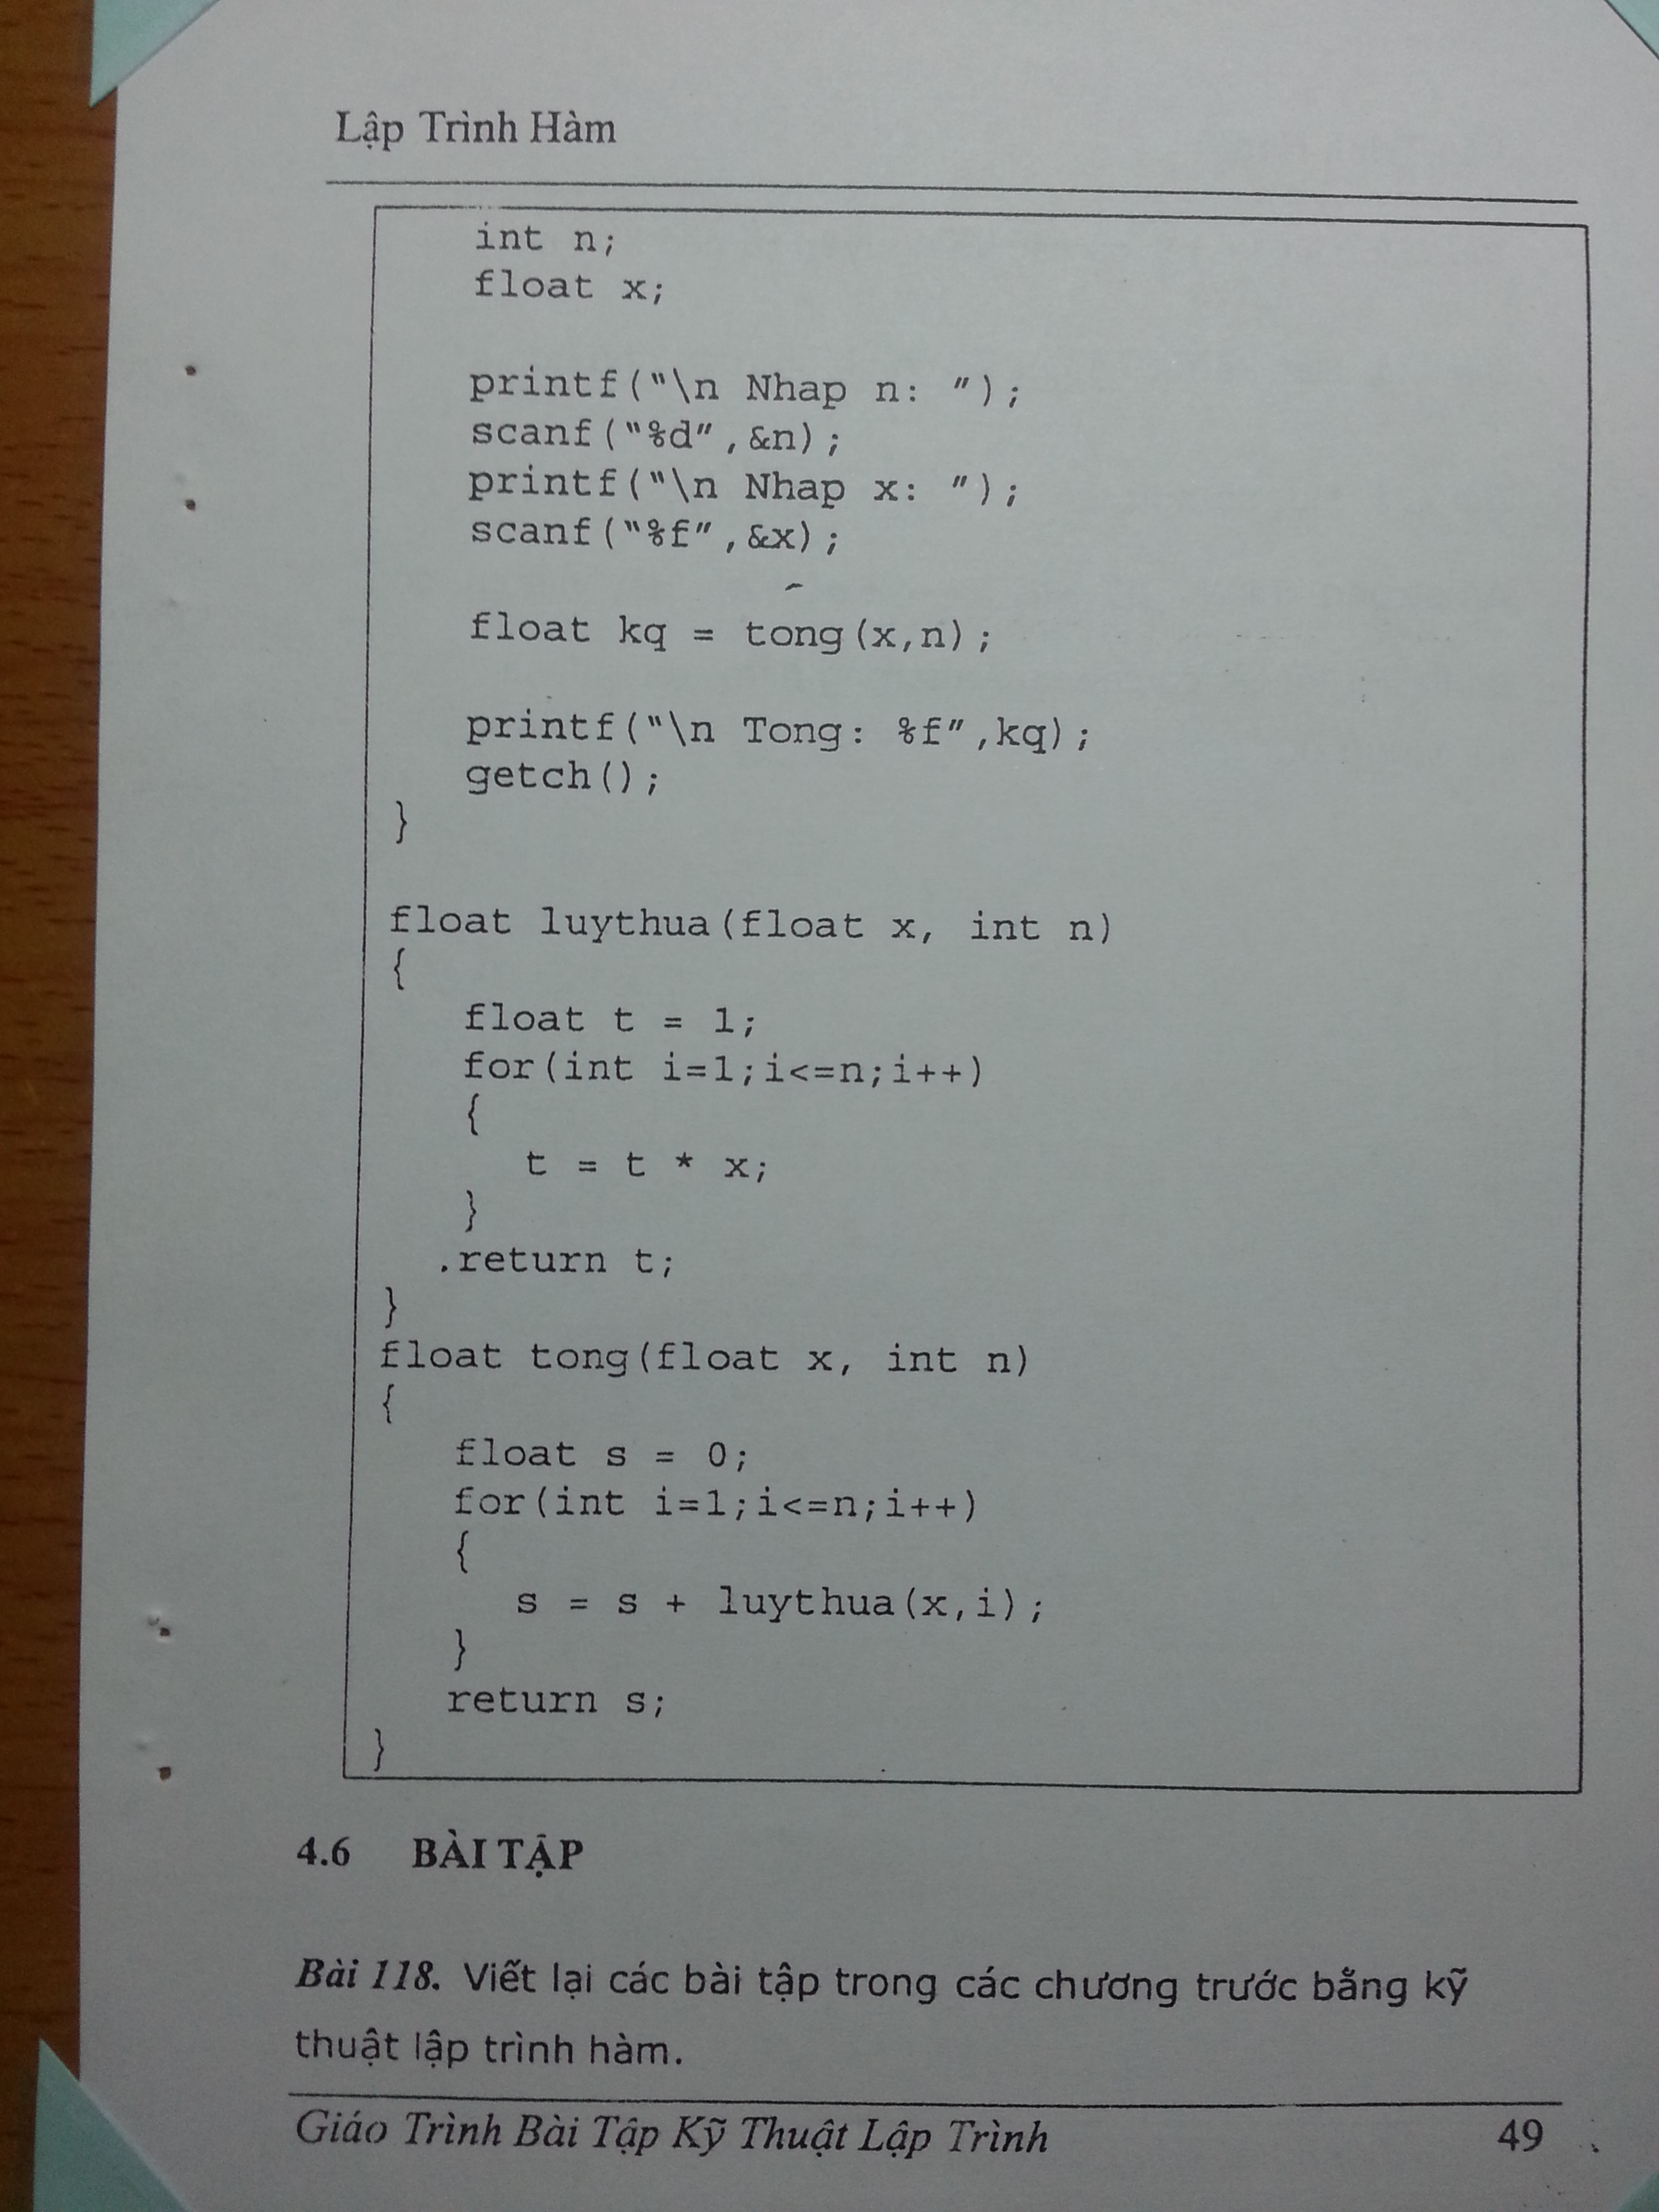 Lập Trình Hàm
int n;
float x;
printf("\n Nhap n: ");
scanf("%d",&n);
printf("\n Nhap x: ");
scanf("%f",&x);
float kq = tong(x,n);
printf("\n Tong: %f",kq);
getch();
}
float luythua(float x, int n)
{
float t = 1;
for(int i=1;i<=n;i++)
{
t = t * x;
}
return t;
}
float tong(float x, int n)
{
float s = 0;
for(int i=1;i<=n;i++)
{
s = s + luythua(x,i);
}
return s;
}
4.6 BÀI TẬP
Bài 118. Viết lại các bài tập trong các chương trước bằng kỹ
thuật lập trình hàm.
Giáo Trình Bài Tập Kỹ Thuật Lập Trình 49